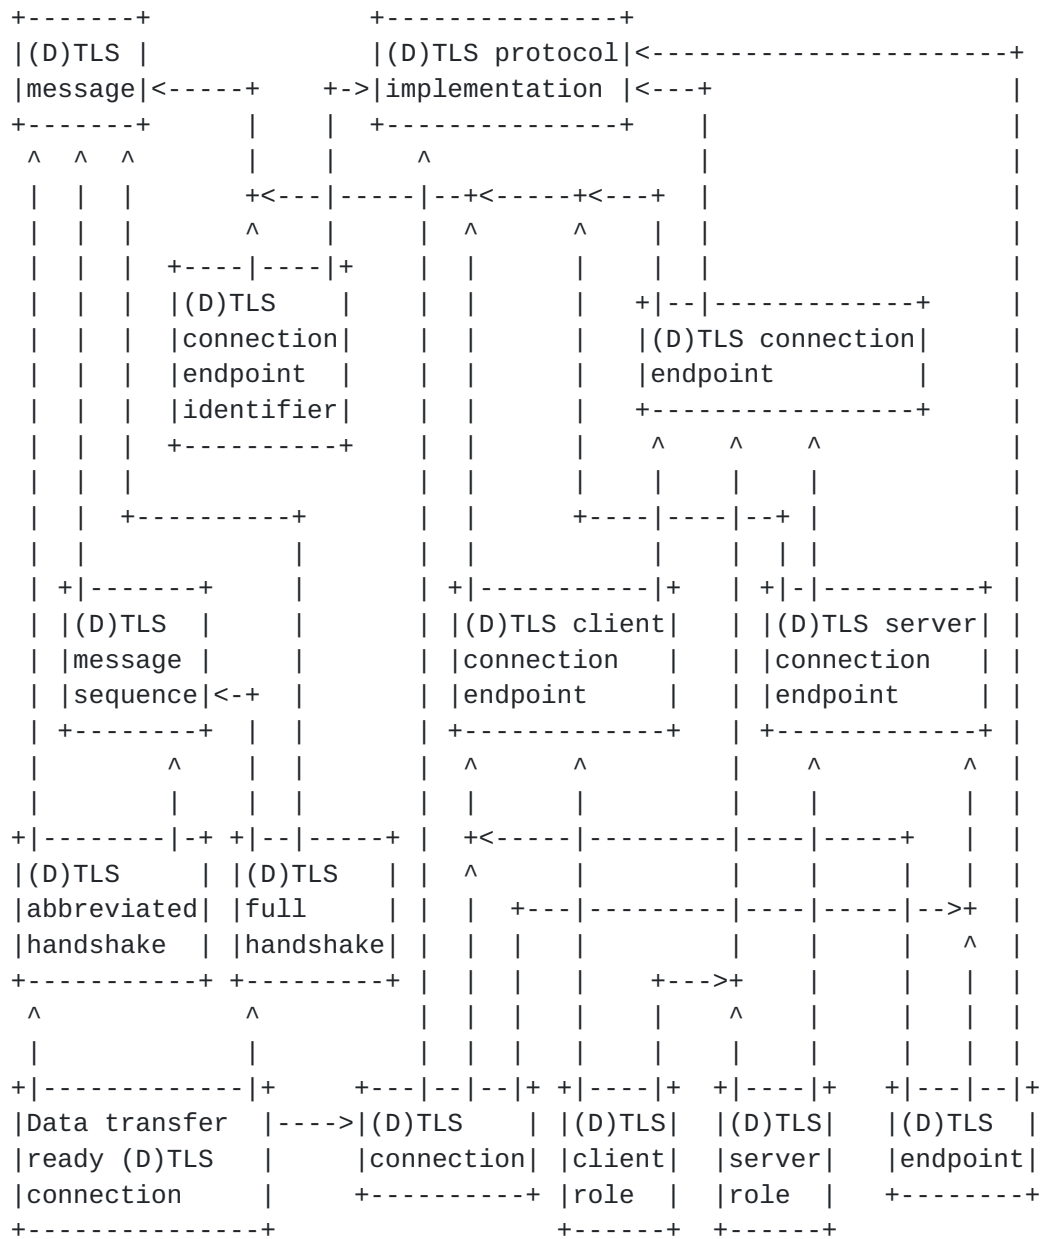 +-------+              +---------------+
|(D)TLS |              |(D)TLS protocol|<-----------------------+
|message|<-----+    +->|implementation |<---+                   |
+-------+      |    |  +---------------+    |                   |
 ^  ^  ^       |    |     ^                 |                   |
 |  |  |       +<---|-----|--+<-----+<---+  |                   |
 |  |  |       ^    |     |  ^      ^    |  |                   |
 |  |  |  +----|----|+    |  |      |    |  |                   |
 |  |  |  |(D)TLS    |    |  |      |   +|--|-------------+     |
 |  |  |  |connection|    |  |      |   |(D)TLS connection|     |
 |  |  |  |endpoint  |    |  |      |   |endpoint         |     |
 |  |  |  |identifier|    |  |      |   +-----------------+     |
 |  |  |  +----------+    |  |      |    ^    ^    ^            |
 |  |  |                  |  |      |    |    |    |            |
 |  |  +----------+       |  |      +----|----|--+ |            |
 |  |             |       |  |           |    |  | |            |
 | +|-------+     |       | +|-----------|+   | +|-|----------+ |
 | |(D)TLS  |     |       | |(D)TLS client|   | |(D)TLS server| |
 | |message |     |       | |connection   |   | |connection   | |
 | |sequence|<-+  |       | |endpoint     |   | |endpoint     | |
 | +--------+  |  |       | +-------------+   | +-------------+ |
 |        ^    |  |       |  ^      ^         |    ^         ^  |
 |        |    |  |       |  |      |         |    |         |  |
+|--------|-+ +|--|-----+ |  +<-----|---------|----|-----+   |  |
|(D)TLS     | |(D)TLS   | |  ^      |         |    |     |   |  |
|abbreviated| |full     | |  |  +---|---------|----|-----|-->+  |
|handshake  | |handshake| |  |  |   |         |    |     |   ^  |
+-----------+ +---------+ |  |  |   |    +--->+    |     |   |  |
 ^             ^          |  |  |   |    |    ^    |     |   |  |
 |             |          |  |  |   |    |    |    |     |   |  |
+|-------------|+     +---|--|--|+ +|----|+  +|----|+   +|---|--|+
|Data transfer  |---->|(D)TLS    | |(D)TLS|  |(D)TLS|   |(D)TLS  |
|ready (D)TLS   |     |connection| |client|  |server|   |endpoint|
|connection     |     +----------+ |role  |  |role  |   +--------+
+---------------+                  +------+  +------+